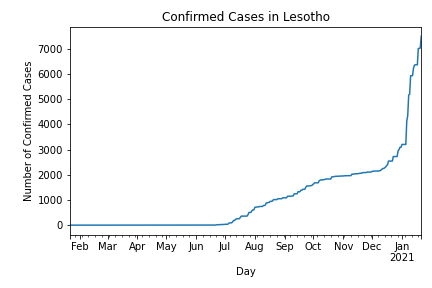 Confirmed Cases in Lesotho
Number of Confirmed Cases
7000
6000
5000
4000
3000
2000
1000
0
Feb Mar Apr May Jun Jul Aug Sep Oct Nov Dec Jan
2021
Day